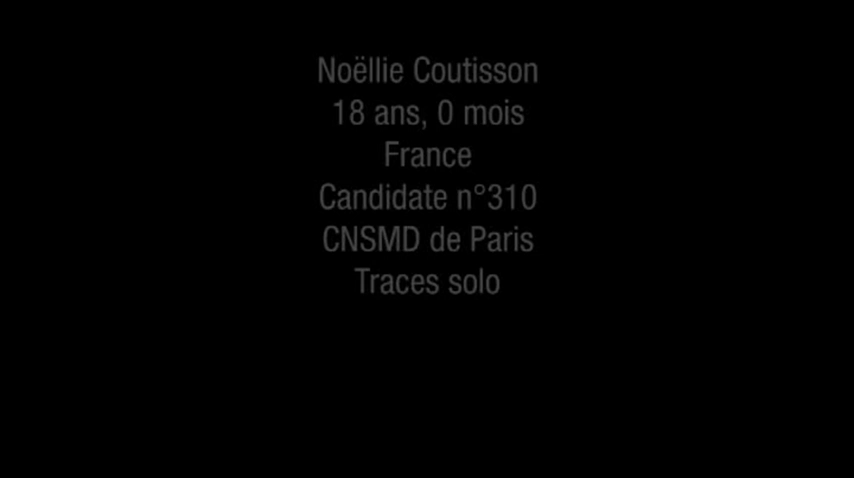 Noëllie Coutisson
18 ans, 0 mois
France
Candidate n°310
CNSMD de Paris
Traces solo